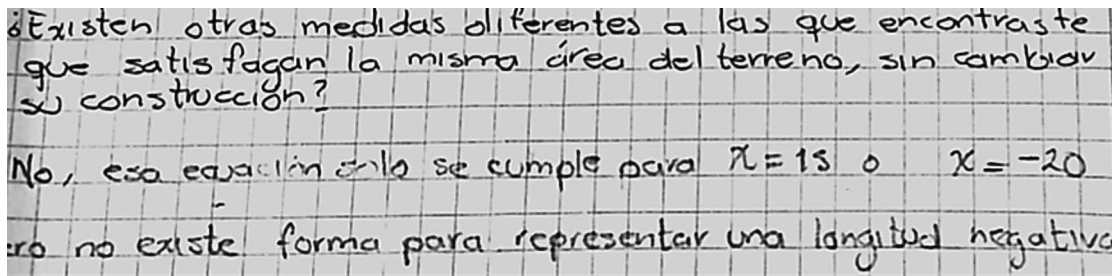 ¿Existen otras medidas diferentes a las que encontraste
que satisfagan la misma área del terreno, sin cambiar
su construcción?
No, esa ecuación solo se cumple para x = 15 o x = -20
ero no existe forma para representar una longitud negativa